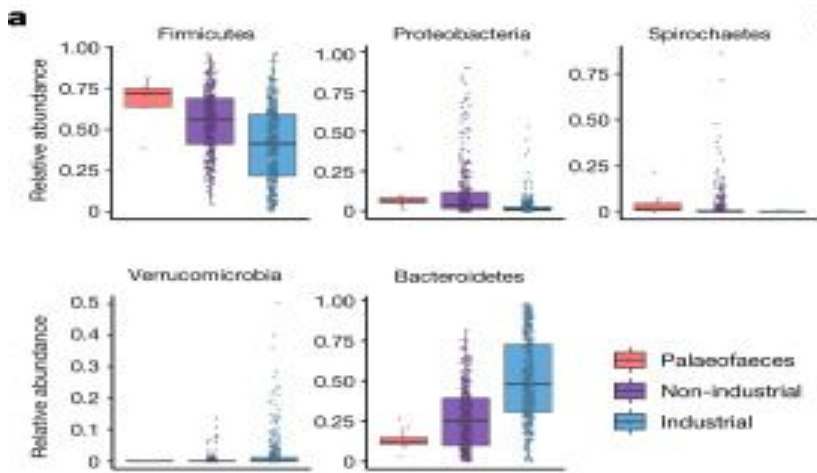 a
Firmicutes
Proteobacteria
Spirochaetes
Relative abundance
1.00
0.75
0.50
0.25
0
1.00
0.75
0.50
0.25
0
0.75
0.50
0.25
0
Verrucomicrobia
Bacteroidetes
Relative abundance
0.5
0.4
0.3
0.2
0.1
0
1.00
0.75
0.50
0.25
0
Palaeofaeces
Non-industrial
Industrial